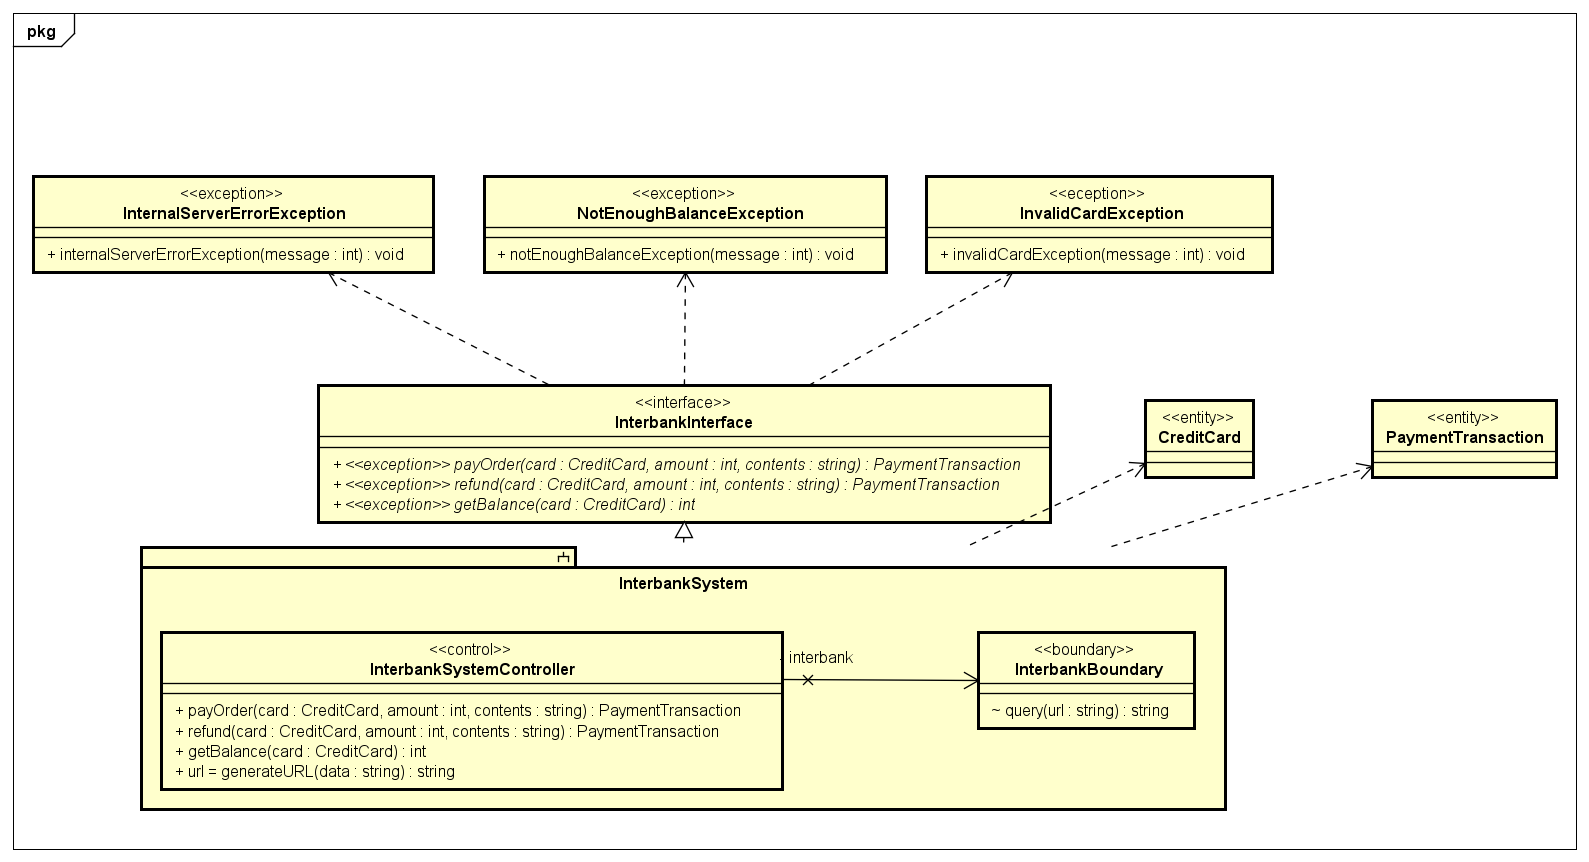 pkg
<<exception>>
InternalServerErrorException
+ internalServerErrorException(message : int) : void
<<exception>>
NotEnoughBalanceException
+ notEnoughBalanceException(message : int) : void
<<eception>>
InvalidCardException
+ invalidCardException(message : int) : void
<<interface>>
InterbankInterface
+ <<exception>> payOrder(card : CreditCard, amount : int, contents : string) : PaymentTransaction
+ <<exception>> refund(card : CreditCard, amount : int, contents : string) : PaymentTransaction
+ <<exception>> getBalance(card : CreditCard) : int
<<entity>>
CreditCard
<<entity>>
PaymentTransaction
InterbankSystem
<<control>>
InterbankSystemController
+ payOrder(card : CreditCard, amount : int, contents : string) : PaymentTransaction
+ refund(card : CreditCard, amount : int, contents : string) : PaymentTransaction
+ getBalance(card : CreditCard) : int
+ url = generateURL(data : string) : string
- interbank
<<boundary>>
InterbankBoundary
~ query(url : string) : string